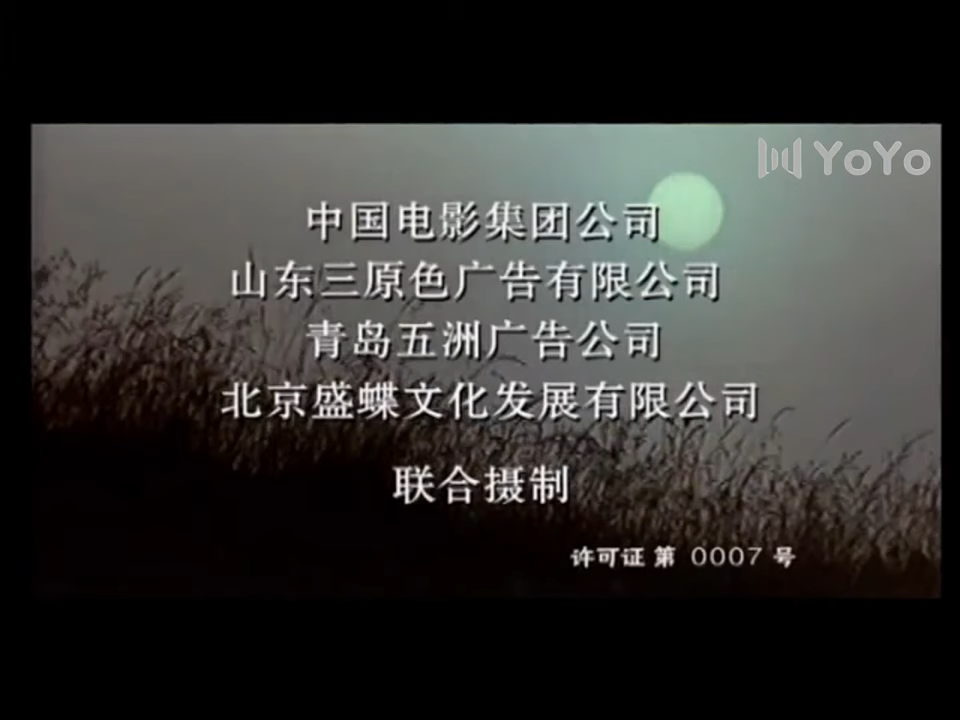 YoYo
中国电影集团公司
山东三原色广告有限公司
青岛五洲广告公司
北京盛蝶文化发展有限公司
联合摄制
许可证 第 0007 号